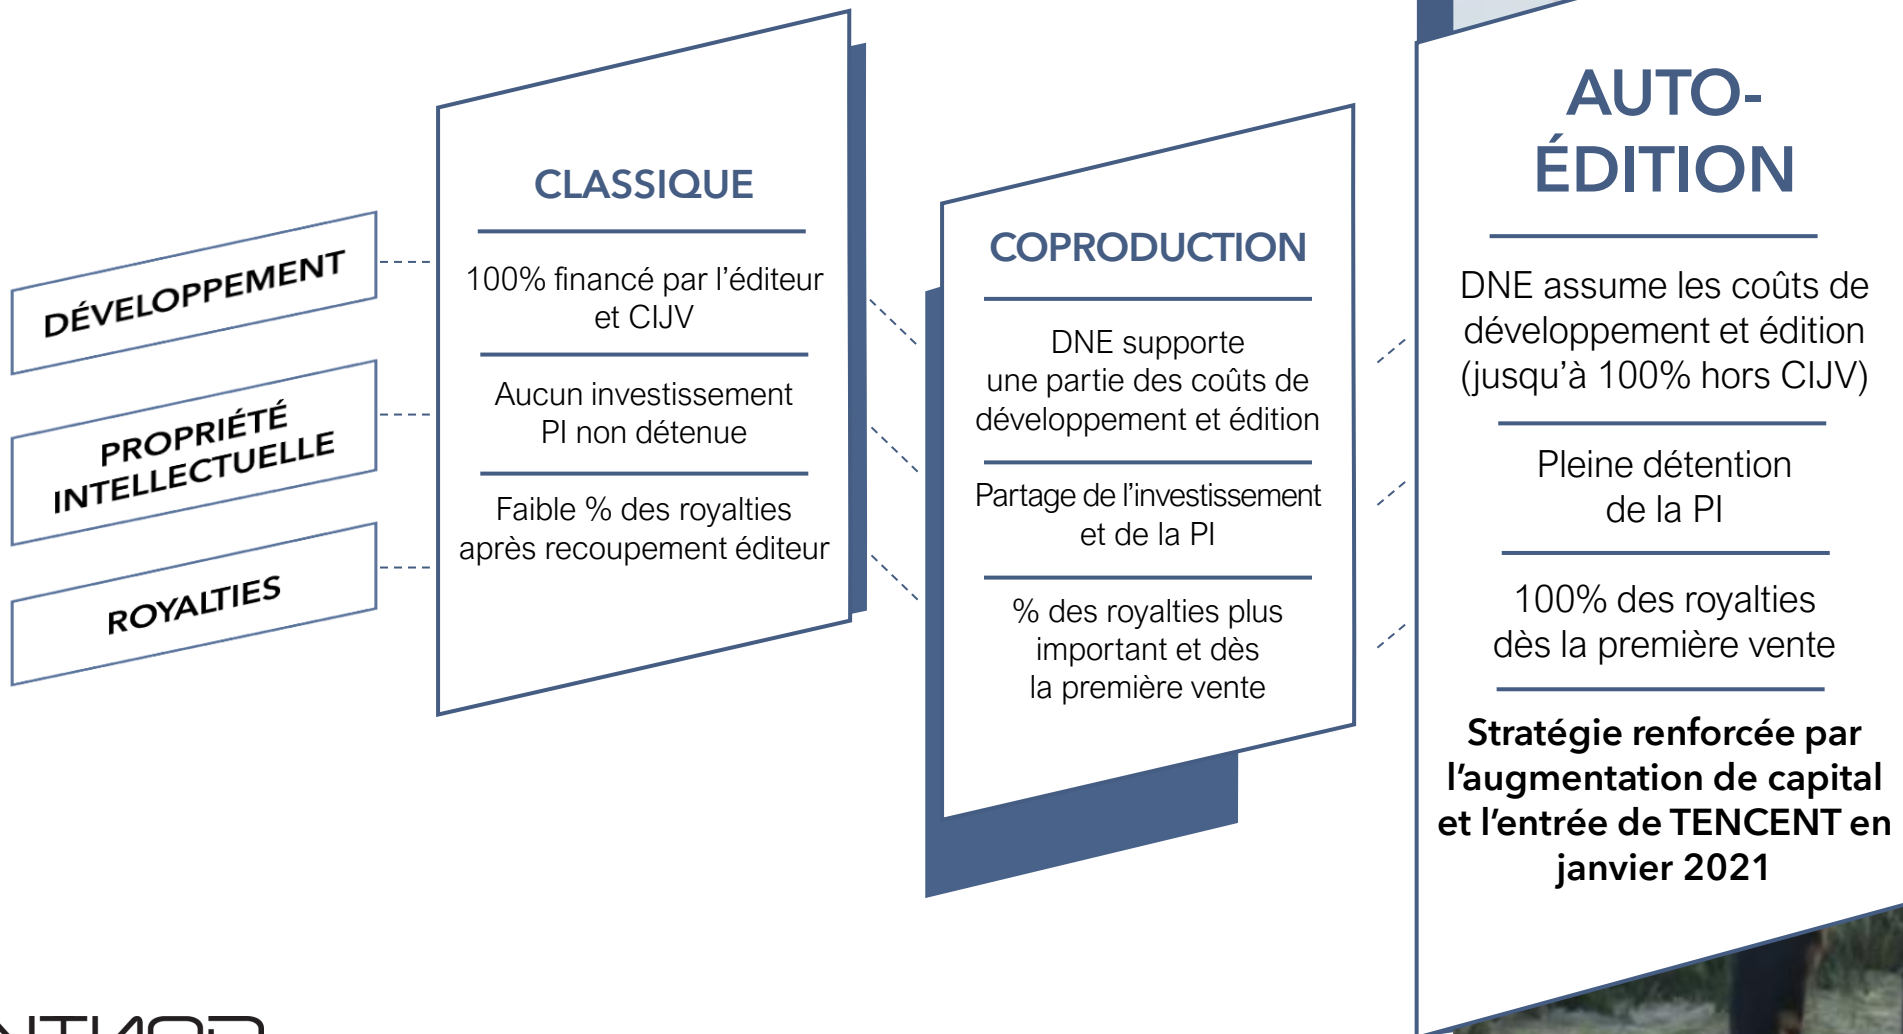 DÉVELOPPEMENT
PROPRIÉTÉ
INTELLECTUELLE
ROYALTIES
CLASSIQUE
100% financé par l’éditeur
et CIJV
Aucun investissement
PI non détenue
Faible % des royalties
après recoupement éditeur
COPRODUCTION
DNE supporte
une partie des coûts de
développement et édition
Partage de l’investissement
et de la PI
% des royalties plus
important et dès
la première vente
AUTO-
ÉDITION
DNE assume les coûts de
développement et édition
(jusqu’à 100% hors CIJV)
Pleine détention
de la PI
100% des royalties
dès la première vente
Stratégie renforcée par
l’augmentation de capital
et l’entrée de TENCENT en
janvier 2021